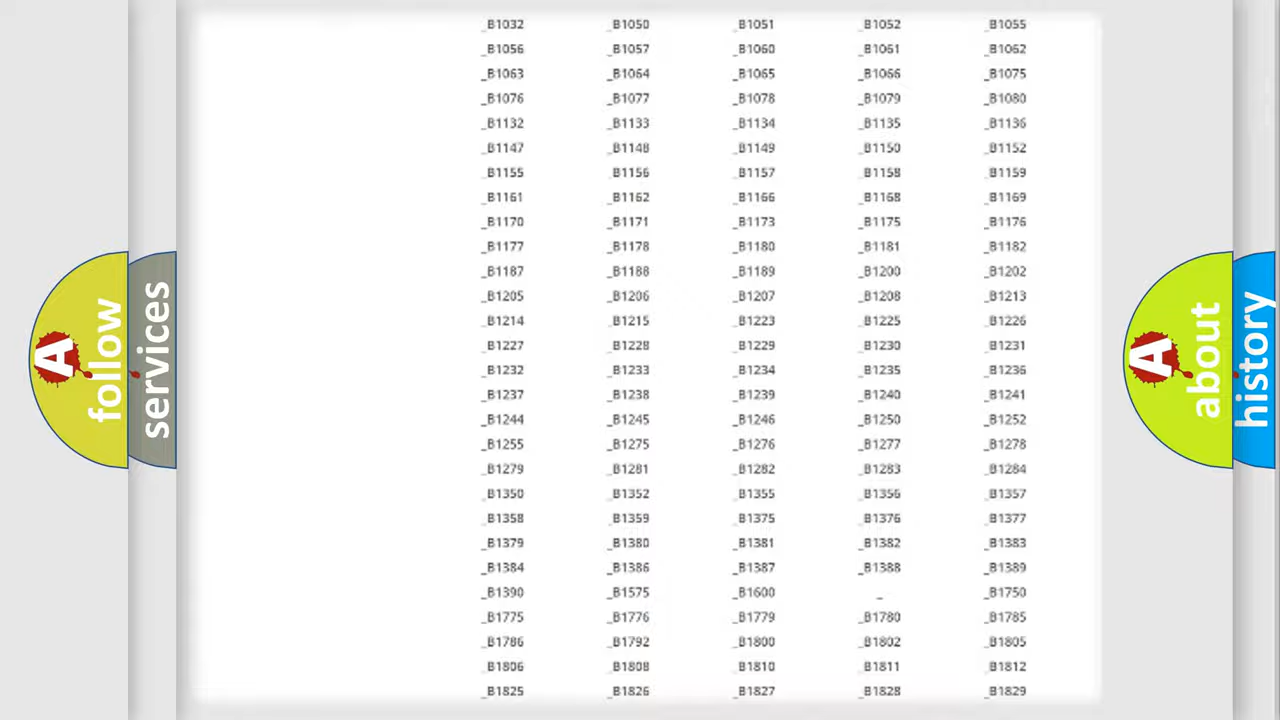 _B1032 _B1050 _B1051 _B1052 _B1055
_B1056 _B1057 _B1060 _B1061 _B1062
_B1063 _B1064 _B1065 _B1066 _B1075
_B1076 _B1077 _B1078 _B1079 _B1080
_B1132 _B1133 _B1134 _B1135 _B1136
_B1147 _B1148 _B1149 _B1150 _B1152
_B1155 _B1156 _B1157 _B1158 _B1159
_B1161 _B1162 _B1166 _B1168 _B1169
_B1170 _B1171 _B1173 _B1175 _B1176
_B1177 _B1178 _B1180 _B1181 _B1182
_B1187 _B1188 _B1189 _B1200 _B1202
_B1205 _B1206 _B1207 _B1208 _B1213
_B1214 _B1215 _B1223 _B1225 _B1226
_B1227 _B1228 _B1229 _B1230 _B1231
_B1232 _B1233 _B1234 _B1235 _B1236
_B1237 _B1238 _B1239 _B1240 _B1241
_B1244 _B1245 _B1246 _B1250 _B1252
_B1255 _B1275 _B1276 _B1277 _B1278
_B1279 _B1281 _B1282 _B1283 _B1284
_B1350 _B1352 _B1355 _B1356 _B1357
_B1358 _B1359 _B1375 _B1376 _B1377
_B1379 _B1380 _B1381 _B1382 _B1383
_B1384 _B1386 _B1387 _B1388 _B1389
_B1390 _B1575 _B1600 _ _B1750
_B1775 _B1776 _B1779 _B1780 _B1785
_B1786 _B1792 _B1800 _B1802 _B1805
_B1806 _B1808 _B1810 _B1811 _B1812
_B1825 _B1826 _B1827 _B1828 _B1829
A
follow
services
A
about
history